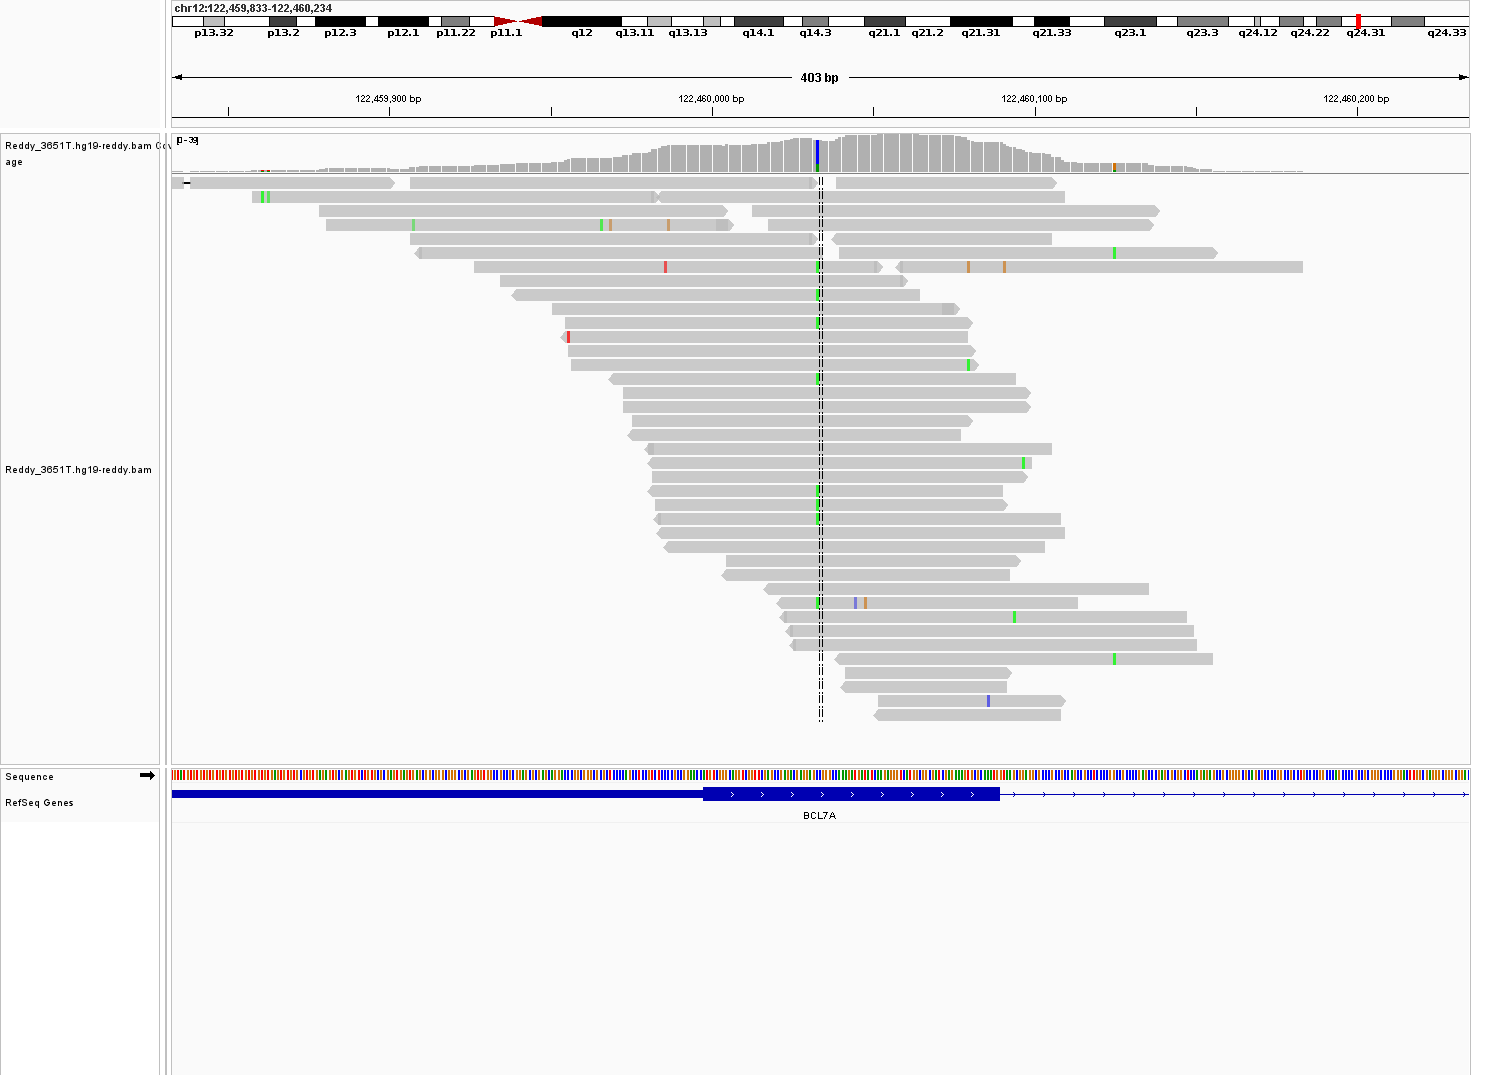 chr12:122,459,833-122,460,234
p13.32 p13.2 p12.3 p12.1 p11.22 p11.1 q12 q13.11 q13.13 q14.1 q14.3 q21.1 q21.2 q21.31 q21.33 q23.1 q23.3 q24.12 q24.22 q24.31 q24.33
403 bp
122,459,900 bp 122,460,000 bp 122,460,100 bp 122,460,200 bp
[0-39]
Reddy_3651T.hg19-reddy.bam Cov
age
Reddy_3651T.hg19-reddy.bam
Sequence
RefSeq Genes
BCL7A